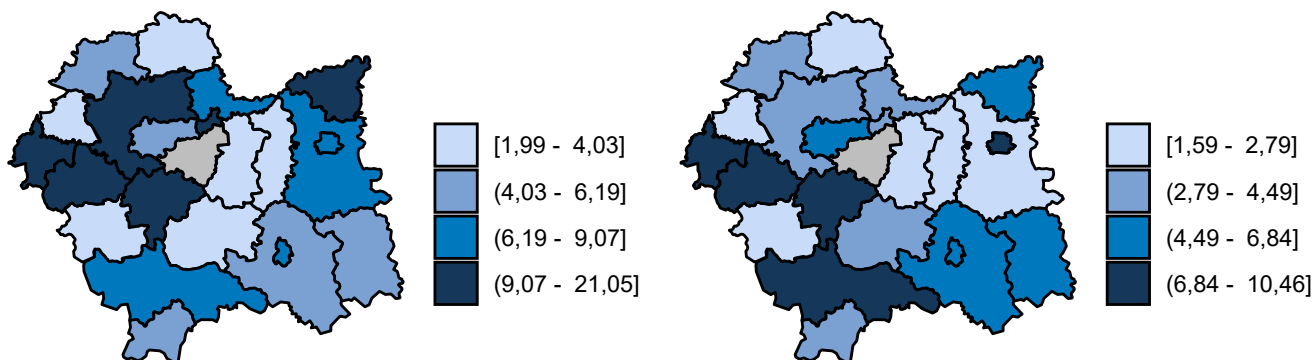 [1,99 - 4,03]
(4,03 - 6,19]
(6,19 - 9,07]
(9,07 - 21,05]
[1,59 - 2,79]
(2,79 - 4,49]
(4,49 - 6,84]
(6,84 - 10,46]